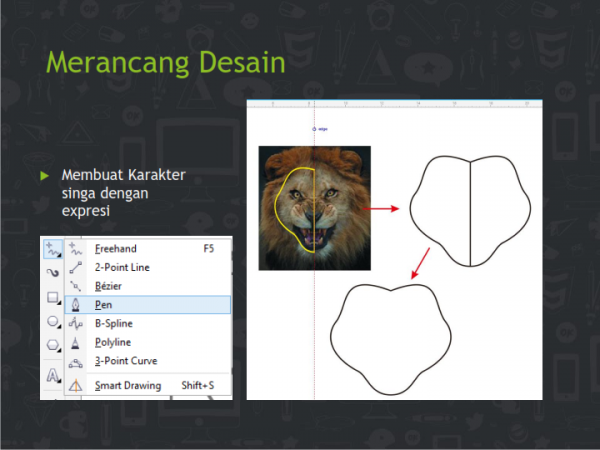 Merancang Desain
Membuat Karakter
singa dengan
expresi
Freehand F5
2-Point Line
Bézier
Pen
B-Spline
Polyline
3-Point Curve
Smart Drawing Shift+S